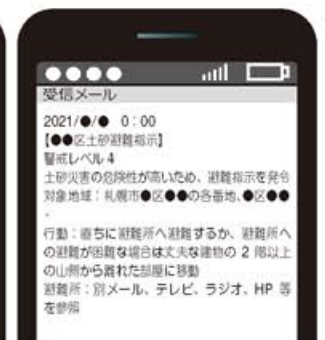 受信メール
2021/●/● 0：00
【●●区土砂避難指示】
警戒レベル4
土砂災害の危険性が高いため、避難指示を発令
対象地域：札幌市●区●●の各番地、●区●●
・
行動：直ちに避難所へ避難するか、避難所へ
の避難が困難な場合は丈夫な建物の 2 階以上
の山側から離れた部屋に移動
避難所：別メール、テレビ、ラジオ、HP 等
を参照